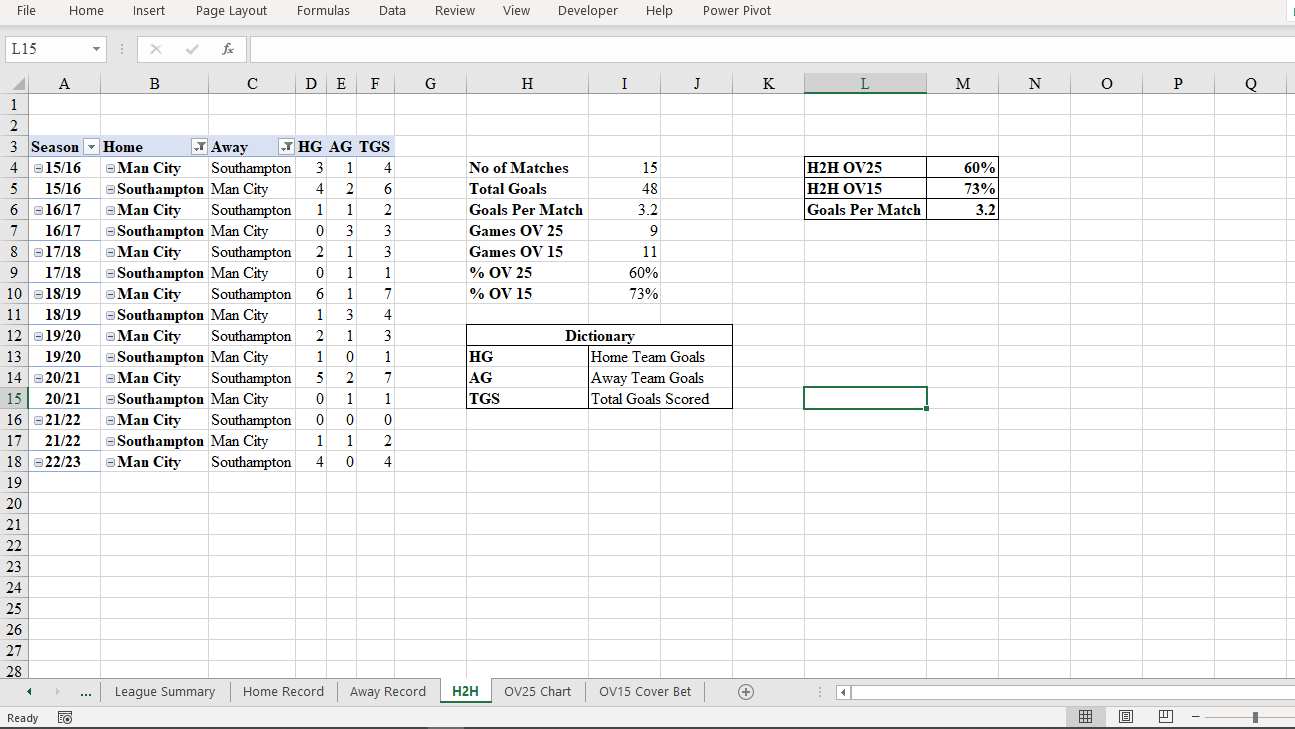 File Home Insert Page Layout Formulas Data Review View Developer Help Power Pivot
L15 fx
A B C D E F G H I J K L M N O P Q
1
2
3 Season Home Away HG AG TGS
4 15/16 Man City Southampton 3 1 4 No of Matches 15 H2H OV25 60%
5 15/16 Southampton Man City 4 2 6 Total Goals 48 H2H OV15 73%
6 16/17 Man City Southampton 1 1 2 Goals Per Match 3.2 Goals Per Match 3.2
7 16/17 Southampton Man City 0 3 3 Games OV 25 9
8 17/18 Man City Southampton 2 1 3 Games OV 15 11
9 17/18 Southampton Man City 0 1 1 % OV 25 60%
10 18/19 Man City Southampton 6 1 7 % OV 15 73%
11 18/19 Southampton Man City 1 3 4
12 19/20 Man City Southampton 2 1 3 Dictionary
13 19/20 Southampton Man City 1 0 1 HG Home Team Goals
14 20/21 Man City Southampton 5 2 7 AG Away Team Goals
15 20/21 Southampton Man City 0 1 1 TGS Total Goals Scored
16 21/22 Man City Southampton 0 0 0
17 21/22 Southampton Man City 1 1 2
18 22/23 Man City Southampton 4 0 4
19
20
21
22
23
24
25
26
27
28
... League Summary Home Record Away Record H2H OV25 Chart OV15 Cover Bet
Ready